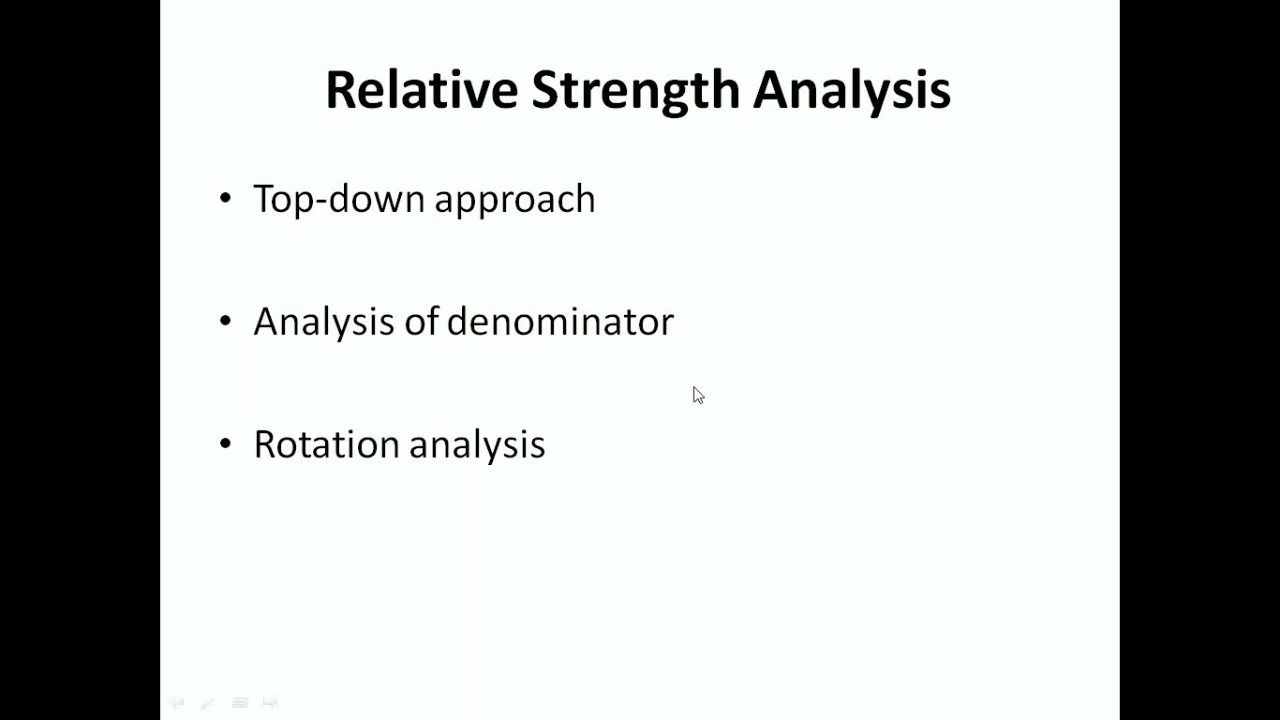 Relative Strength Analysis
• Top-down approach
• Analysis of denominator
• Rotation analysis